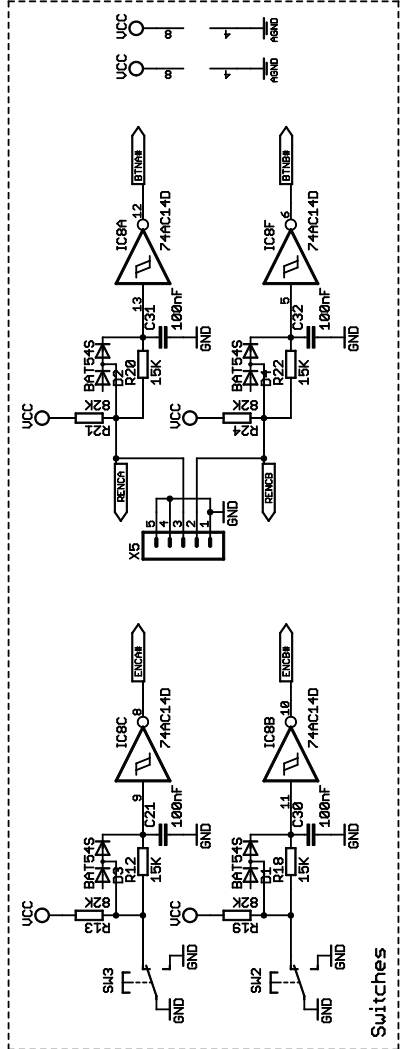 Switches
SW3
GND
GND
VCC
R13
82K
BAT54S
D3
R12
15K
C21
100nF
GND
9
IC8C
8
74AC14D
ENCA#
SW2
GND
GND
VCC
R19
82K
BAT54S
D1
R18
15K
C30
100nF
GND
11
IC8B
10
74AC14D
ENCB#
X5
5
4
3
2
1
GND
RENCA
RENCB
VCC
R21
82K
BAT54S
D2
R20
15K
C31
100nF
GND
13
IC8A
12
74AC14D
BTNA#
VCC
R24
82K
BAT54S
D4
R22
15K
C32
100nF
GND
5
IC8F
6
74AC14D
BTNB#
VCC
8
4
AGND
VCC
8
4
AGND